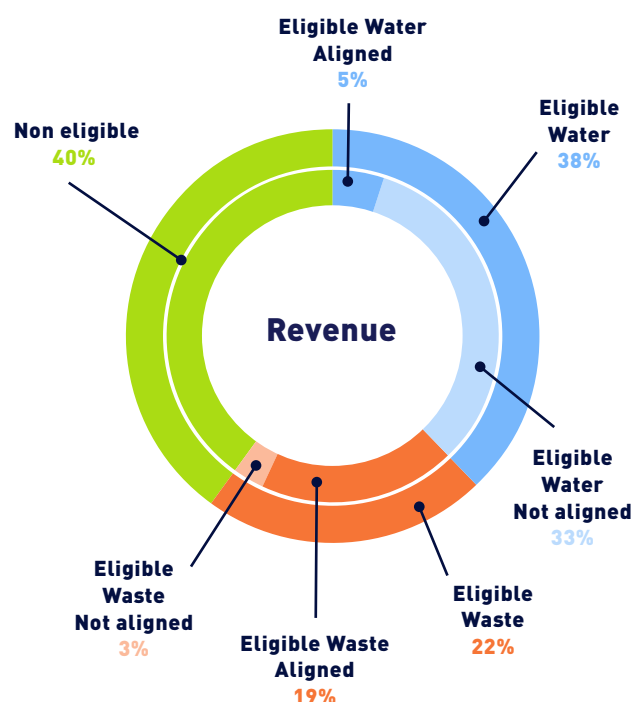 Eligible Water
Aligned
5%
Eligible
Water
38%
Non eligible
40%
Revenue
Eligible
Water
Not aligned
33%
Eligible
Waste
Not aligned
3%
Eligible Waste
Aligned
19%
Eligible
Waste
22%